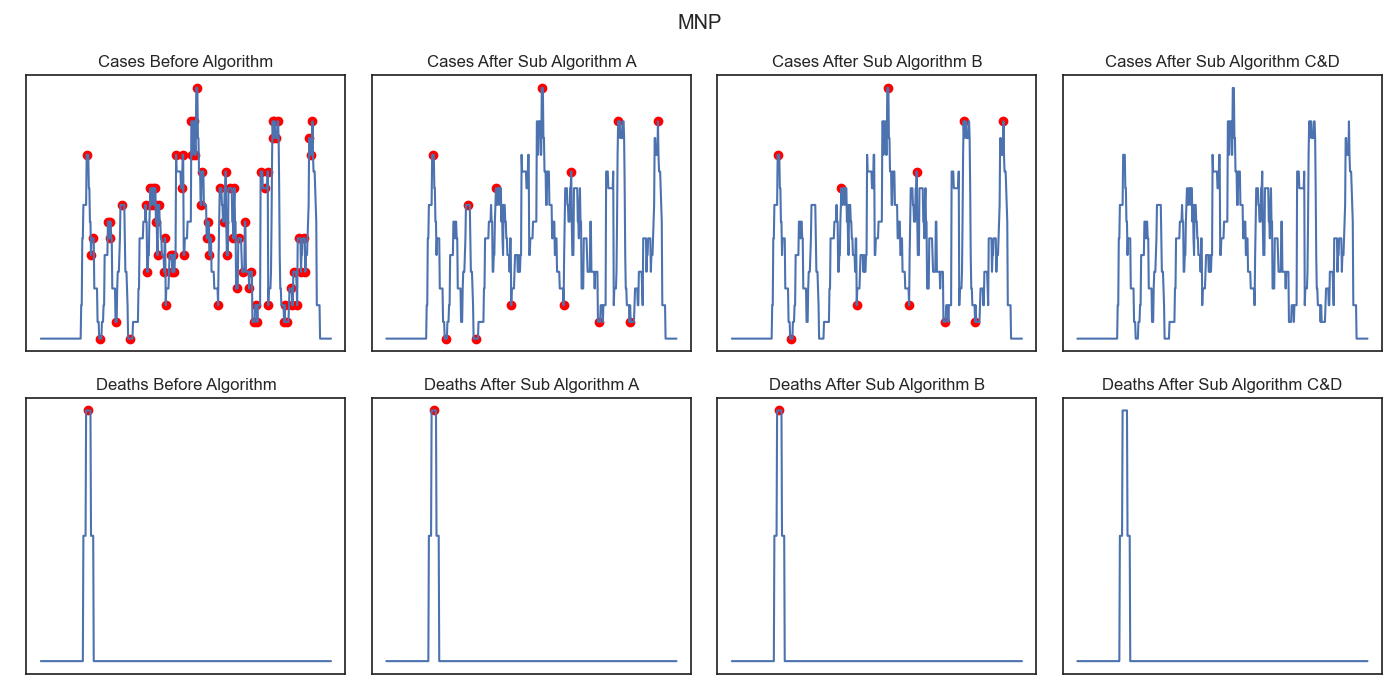 MNP
Cases Before Algorithm
Cases After Sub Algorithm A
Cases After Sub Algorithm B
Cases After Sub Algorithm C&D
Deaths Before Algorithm
Deaths After Sub Algorithm A
Deaths After Sub Algorithm B
Deaths After Sub Algorithm C&D